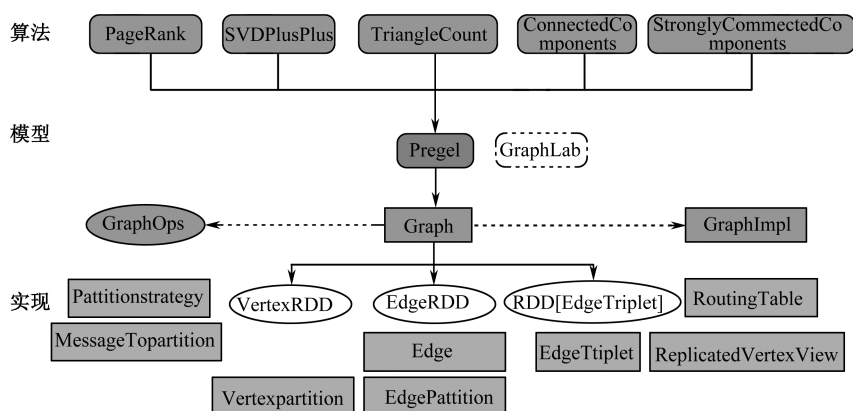 算法
PageRank
SVDPlusPlus
TriangleCount
ConnectedCo
mponents
StronglyCommectedCo
mponents
模型
Pregel
GraphLab
GraphOps
Graph
GraphImpl
实现
Pattitionstrategy
VertexRDD
EdgeRDD
RDD[EdgeTriplet]
RoutingTable
MessageTopartition
Edge
EdgeTtiplet
ReplicatedVertexView
Vertexpartition
EdgePattition